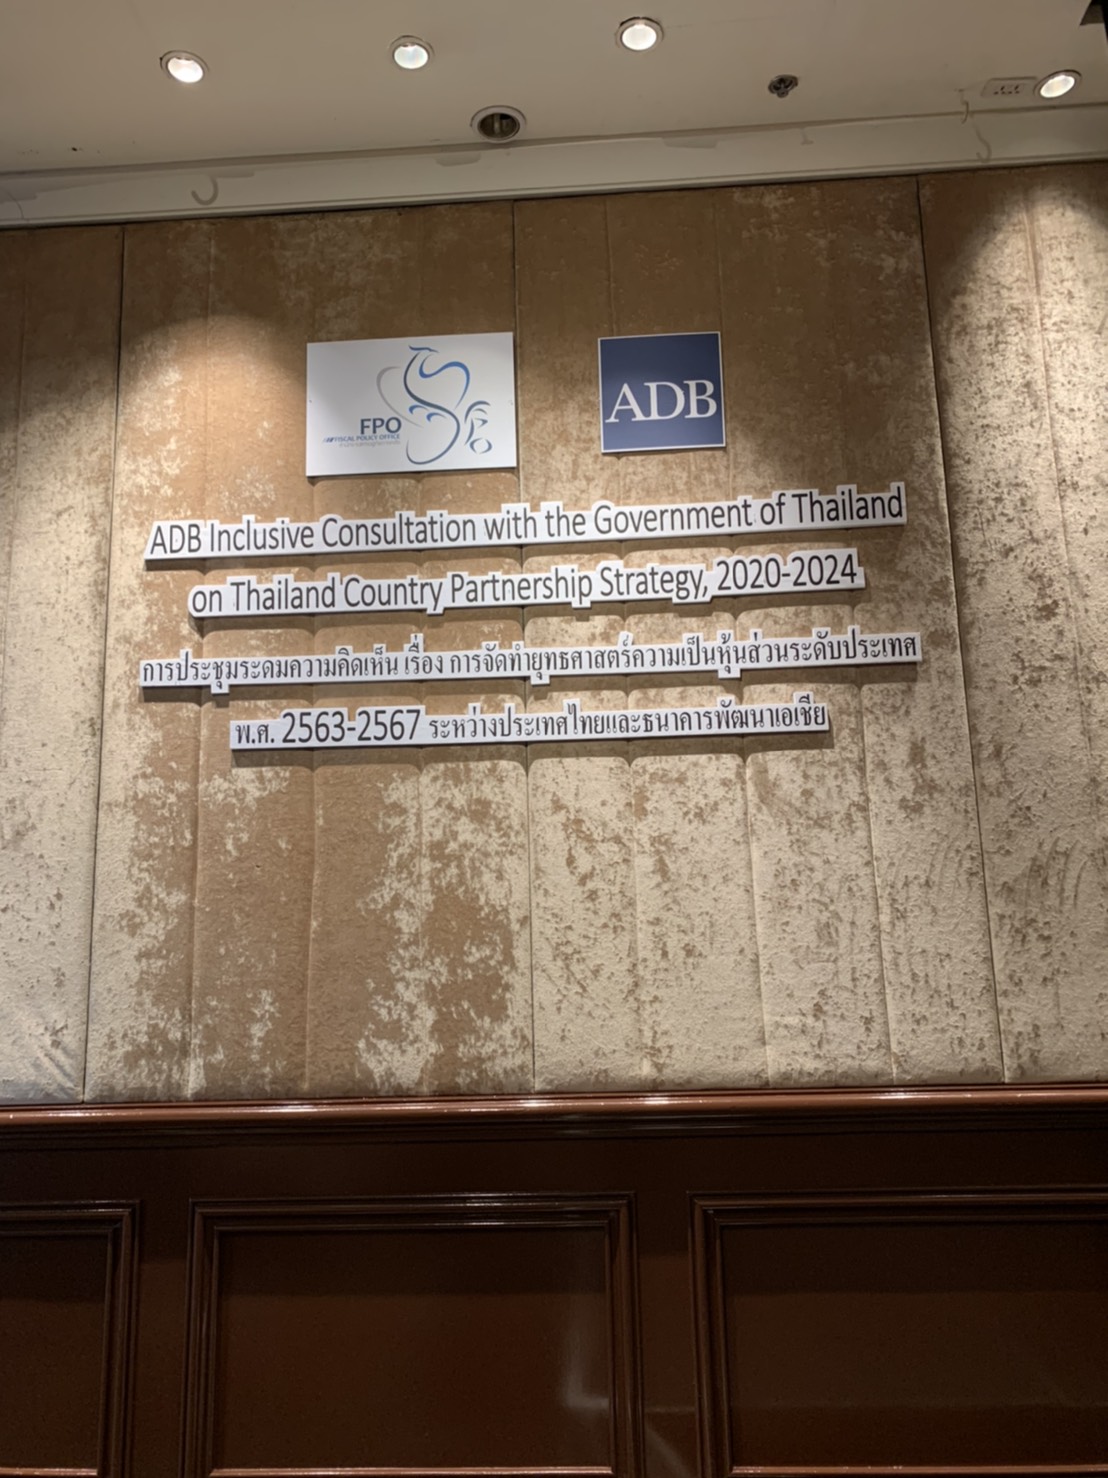 FPO
FISCAL POLICY OFFICE
ADB
ADB Inclusive Consultation with the Government of Thailand
on Thailand Country Partnership Strategy, 2020-2024
การประชุมระดมความคิดเห็น เรื่อง การจัดทำยุทธศาสตร์ความเป็นหุ้นส่วนระดับประเทศ
พ.ศ. 2563-2567 ระหว่างประเทศไทยและธนาคารพัฒนาเอเชีย